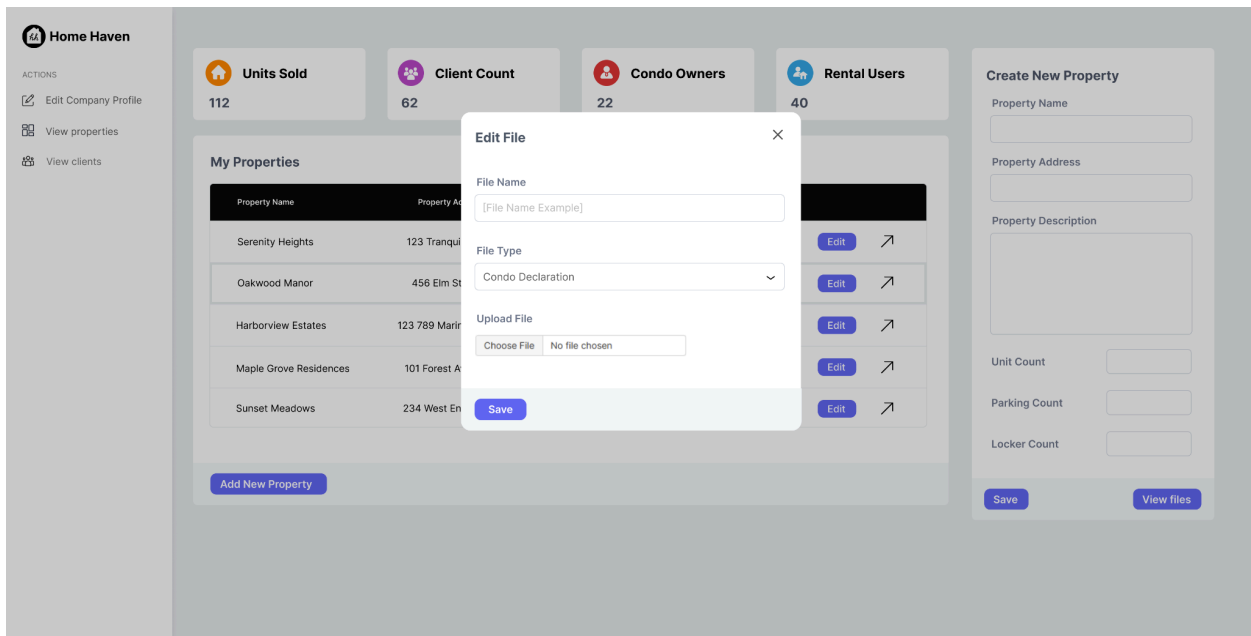 Home Haven
ACTIONS
Edit Company Profile
View properties
View clients
Units Sold
112
Client Count
62
Condo Owners
22
Rental Users
40
My Properties
Property Name Property
Serenity Heights 123 Edit
Oakwood Manor 456 Elm Edit
Harborview Estates 123 789 Edit
Maple Grove Residences 101 Forest Edit
Sunset Meadows 234 West Edit
Add New Property
Edit File
File Name
[File Name Example]
File Type
Condo Declaration
Upload File
Choose File No file chosen
Save
Create New Property
Property Name
Property Address
Property Description
Unit Count
Parking Count
Locker Count
Save View files